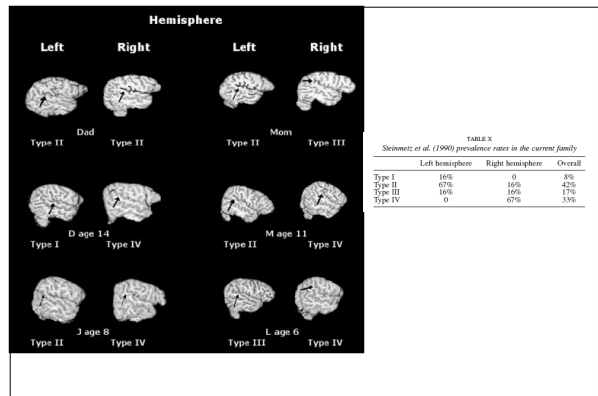 Hemisphere
Left Right Left Right
Dad Mom
Type II Type II Type II Type III
D age 14 M age 11
Type I Type IV Type II Type IV
J age 8 L age 6
Type II Type IV Type III Type IV
TABLE X
Steinmetz et al. (1990) prevalence rates in the current family
Left hemisphere Right hemisphere Overall
Type I 16% 0 8%
Type II 67% 16% 42%
Type III 16% 16% 17%
Type IV 0 67% 33%